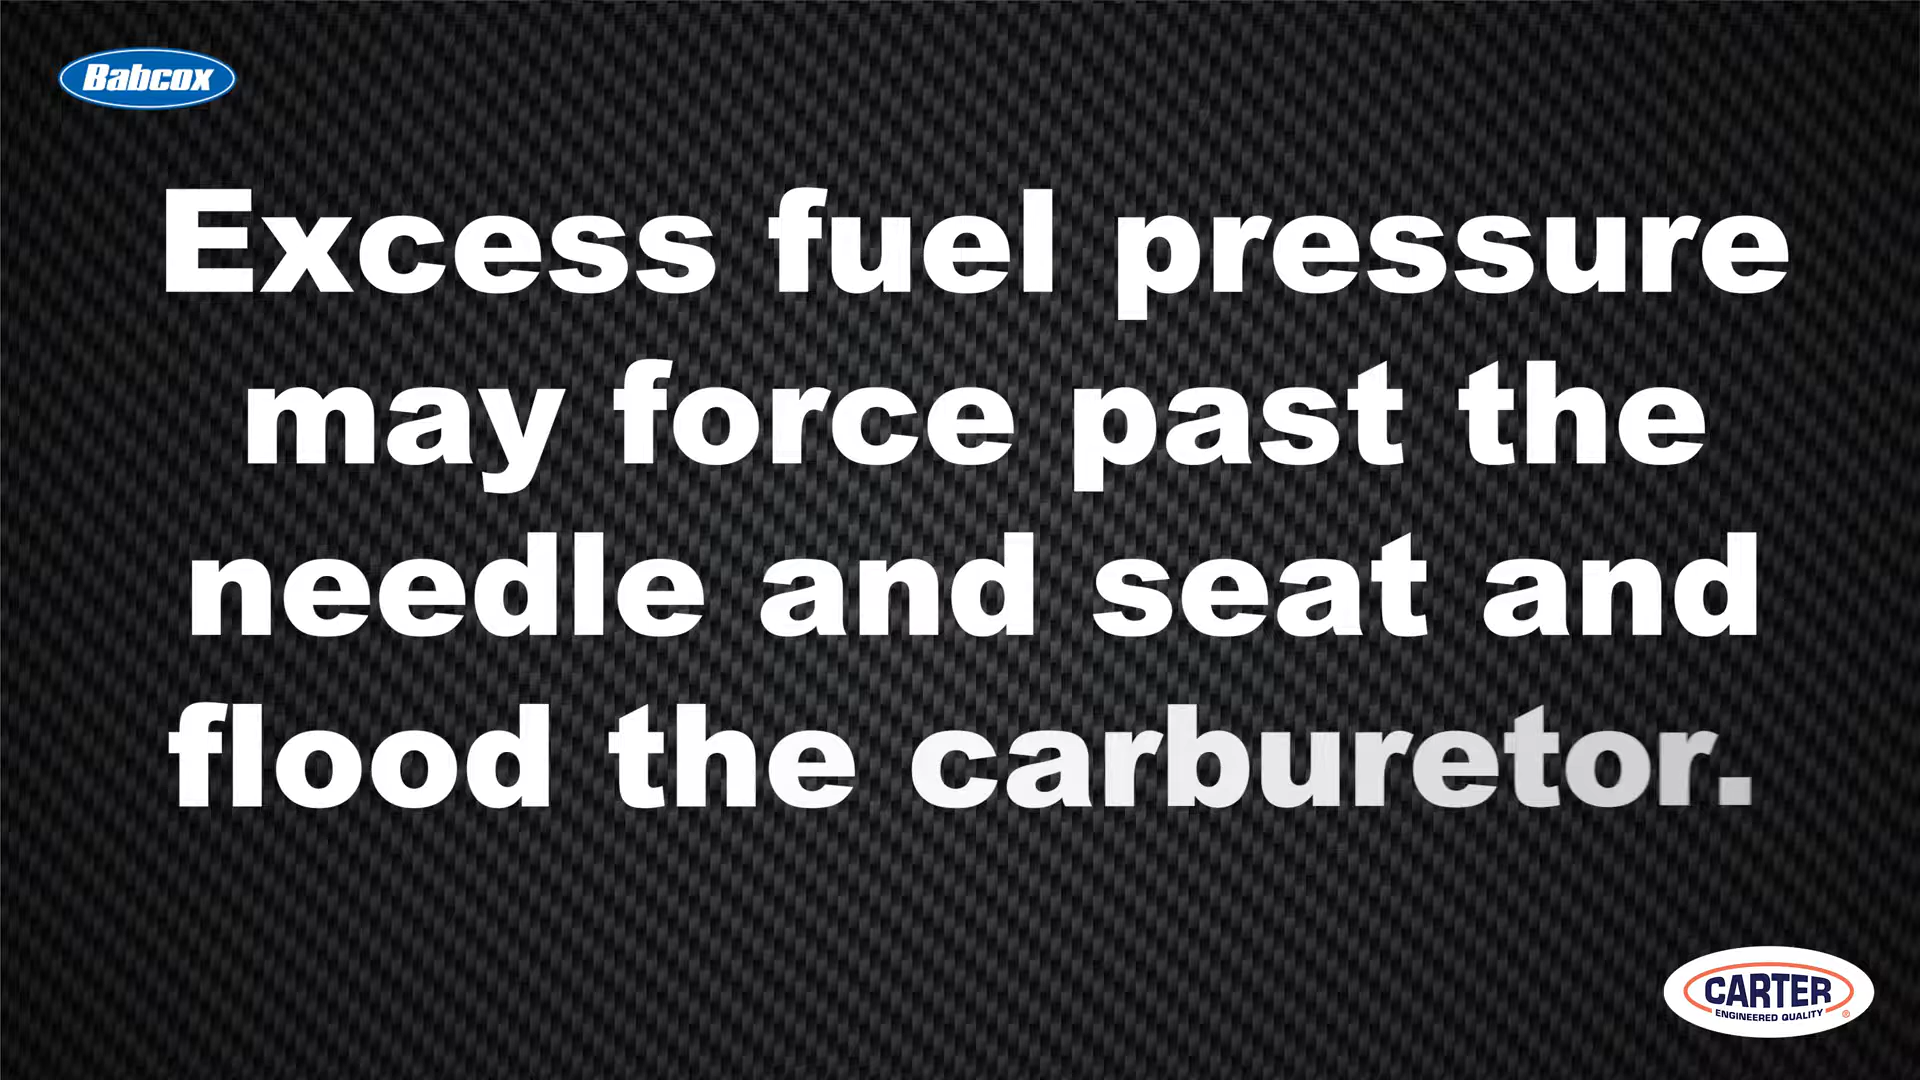 Babcox
Excess fuel pressure
may force past the
needle and seat and
flood the carburetor.
CARTER
ENGINEERED QUALITY ®